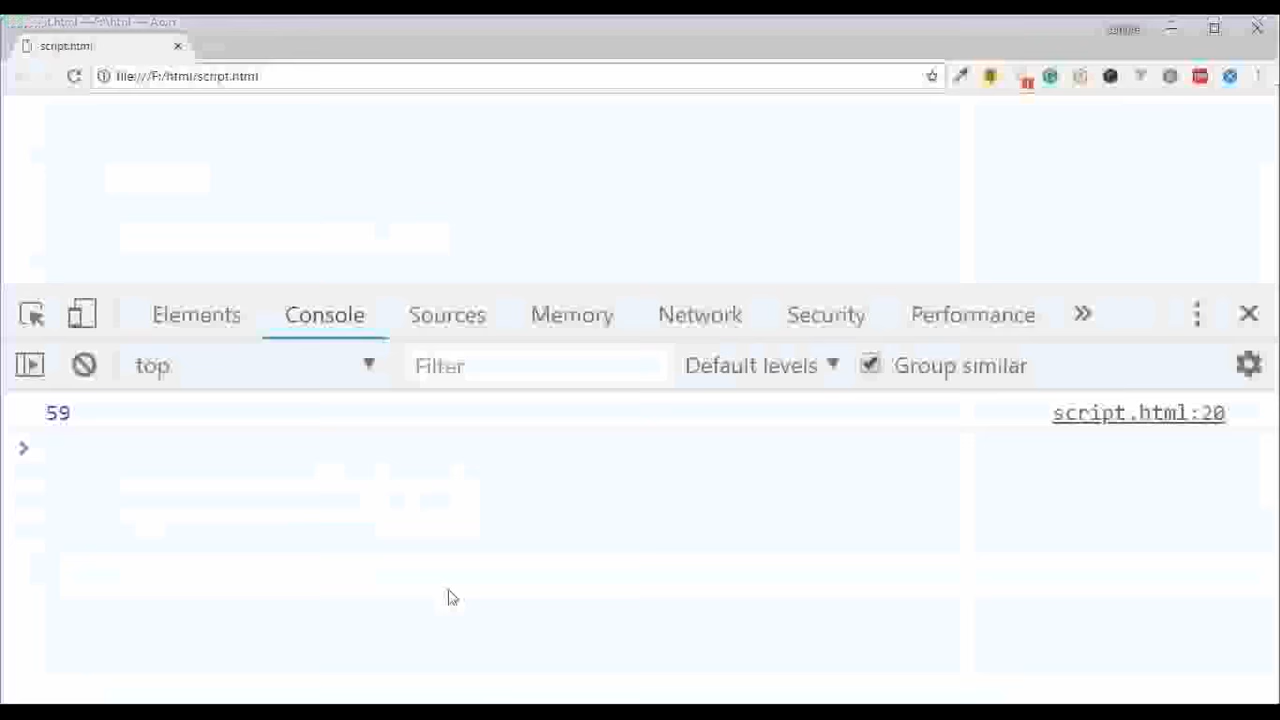 script.html
file:///F:/html/script.html
Elements Console Sources Memory Network Security Performance »
top Filter Default levels Group similar
59 script.html:20